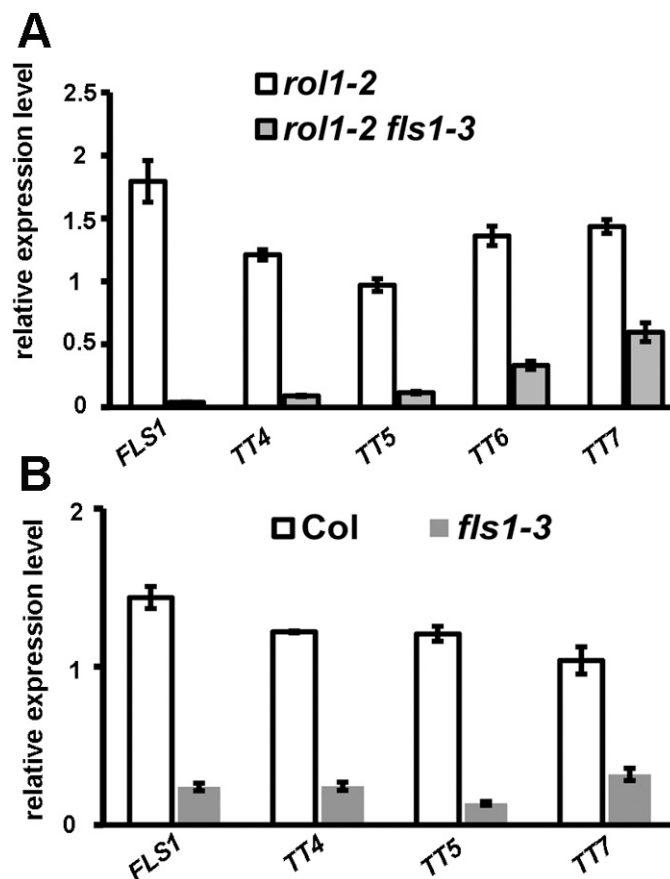 A
rol1-2
rol1-2 fls1-3
relative expression level
2.5
2
1.5
1
0.5
0
FLS1 TT4 TT5 TT6 TT7
B
Col fls1-3
relative expression level
2
1
0
FLS1 TT4 TT5 TT7